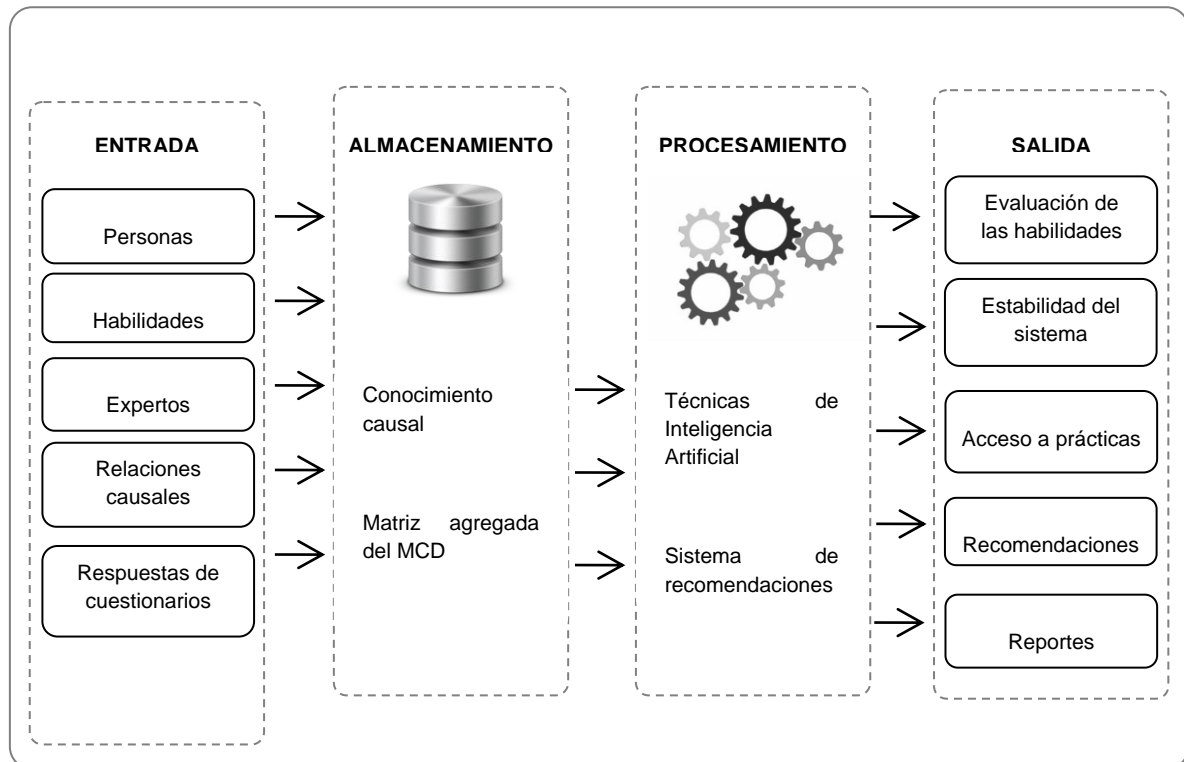 ENTRADA
Personas
Habilidades
Expertos
Relaciones
causales
Respuestas de
cuestionarios
ALMACENAMIENTO
Conocimiento
causal
Matriz agregada
del MCD
PROCESAMIENTO
Técnicas de
Inteligencia
Artificial
Sistema de
recomendaciones
SALIDA
Evaluación de
las habilidades
Estabilidad del
sistema
Acceso a prácticas
Recomendaciones
Reportes